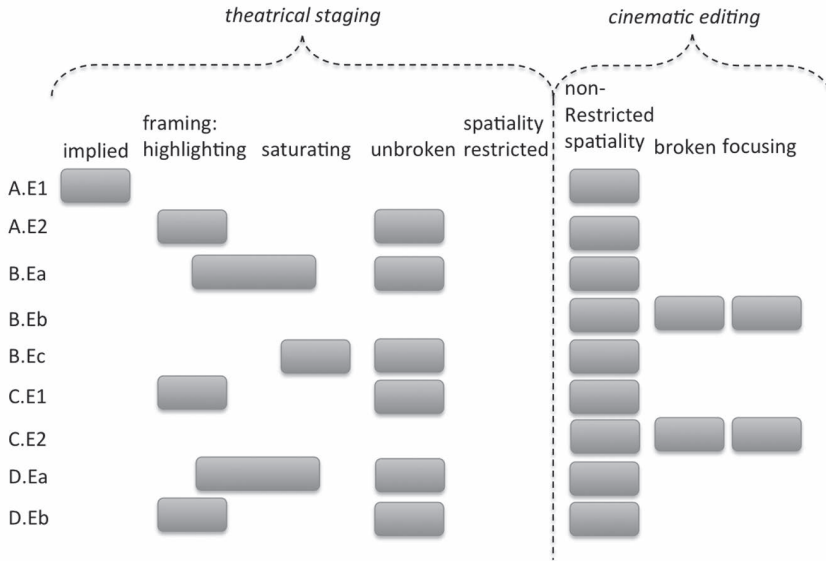 theatrical staging
cinematic editing
implied
framing:
highlighting
saturating
unbroken
spatiality
restricted
non-
Restricted
spatiality
broken
focusing
A.E1
A.E2
B.Ea
B.Eb
B.Ec
C.E1
C.E2
D.Ea
D.Eb